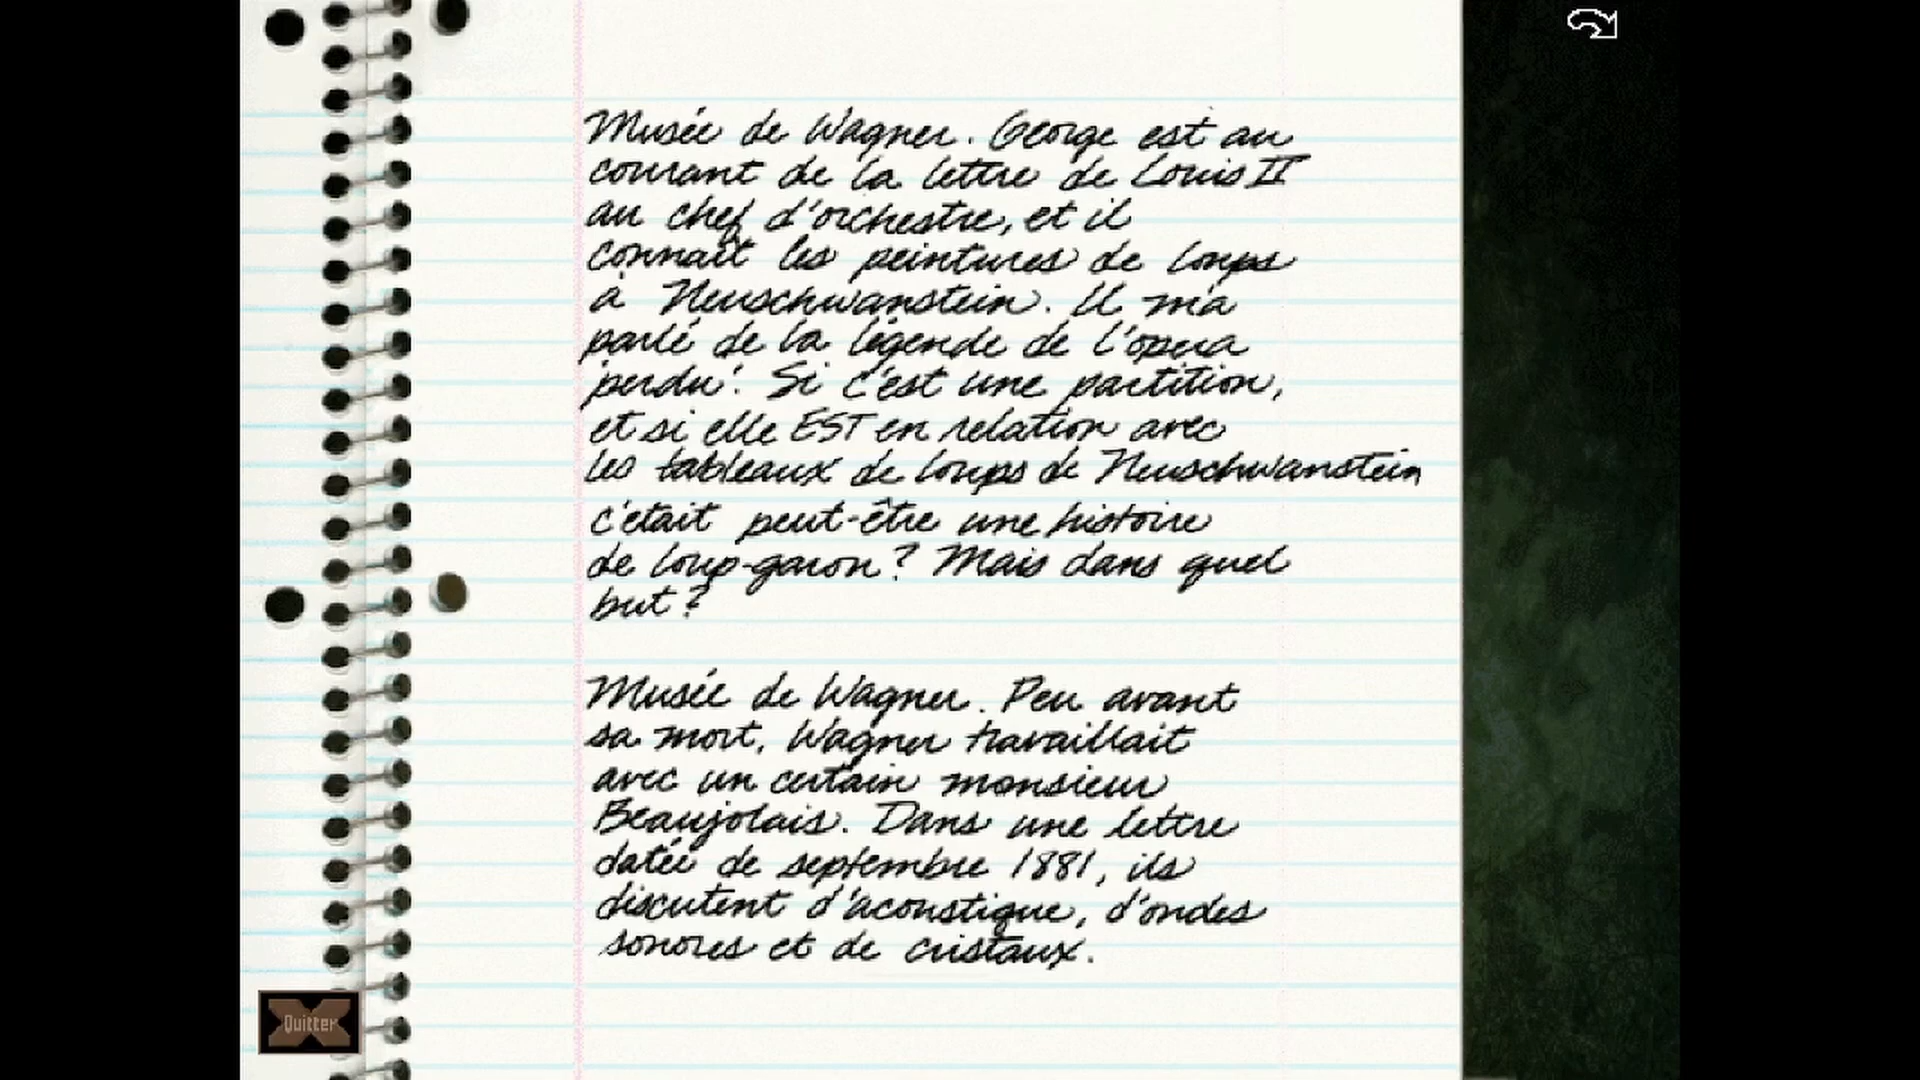 Musée de Wagner. George est au
courant de la lettre de Louis II
au chef d'orchestre, et il
connaît les peintures de loups
à Neuschwanstein. Il m'a
parlé de la légende de l'opéra
'perdu'. Si c'est une partition,
et si elle EST en relation avec
les tableaux de loups de Neuschwanstein
c'était peut-être une histoire
de loup-garou? Mais dans quel
but?
Musée de Wagner. Peu avant
sa mort, Wagner travaillait
avec un certain monsieur
Beaujolais. Dans une lettre
datée de septembre 1881, ils
discutent d'acoustique, d'ondes
sonores et de cristaux.
Quitter